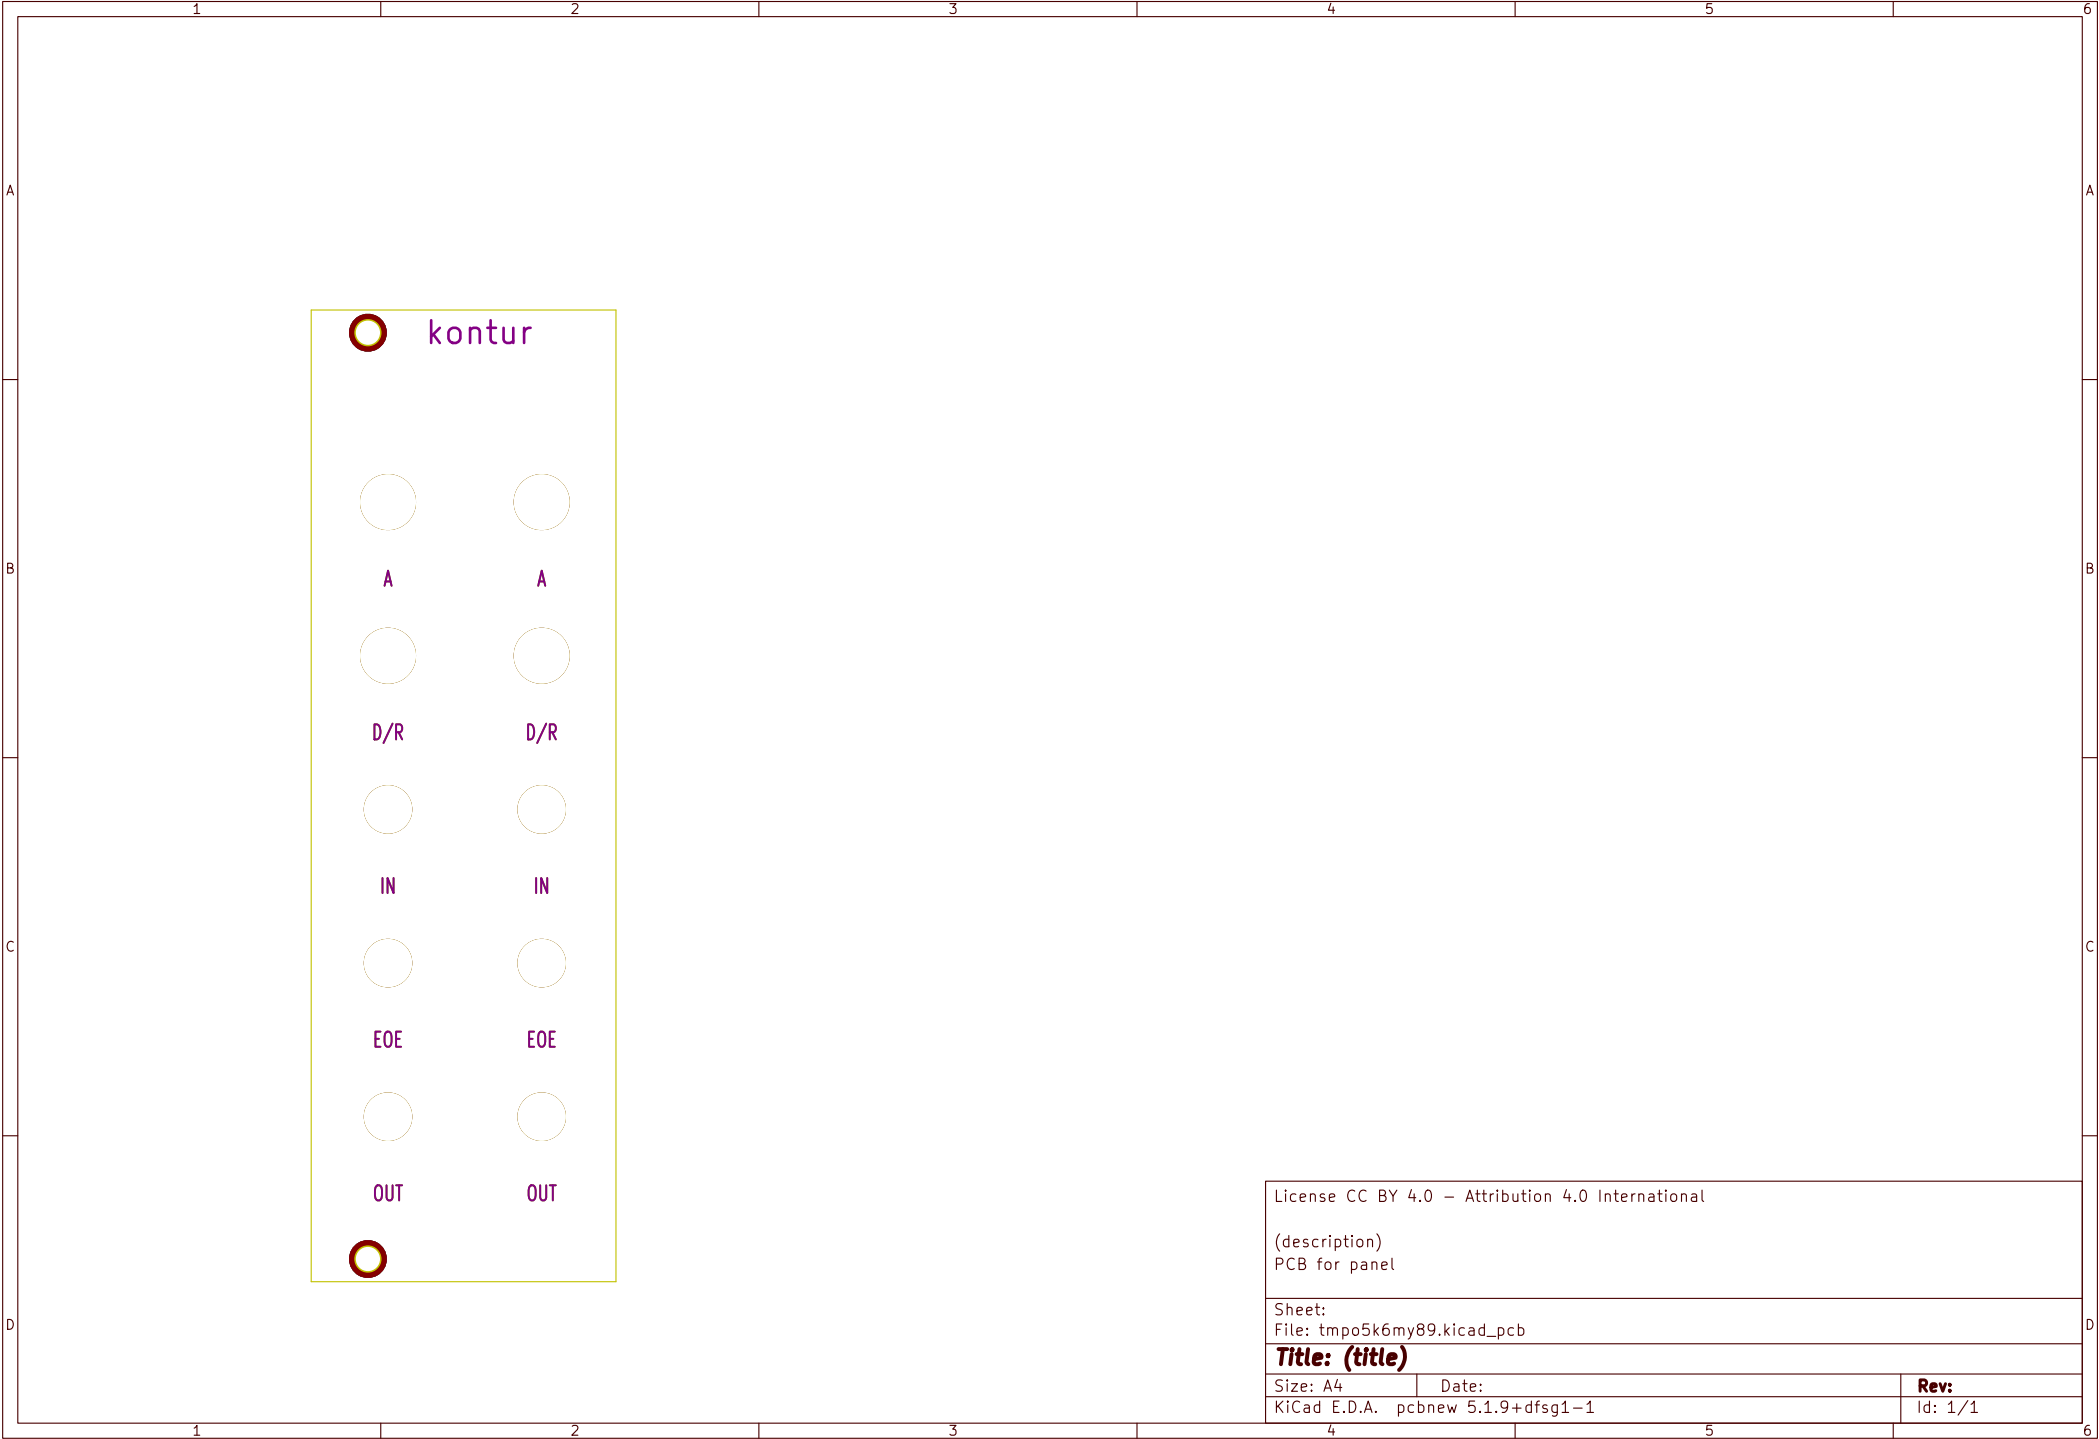 1 2 3 4 5 6
A A
kontur
B B
A A
D/R D/R
IN IN
C C
EOE EOE
OUT OUT
License CC BY 4.0 - Attribution 4.0 International
(description)
PCB for panel
Sheet:
D D
File: tmpo5k6my89.kicad_pcb
Title: (title)
Size: A4 Date: Rev:
KiCad E.D.A. pcbnew 5.1.9+dfsg1-1 Id: 1/1
1 2 3 4 5 6